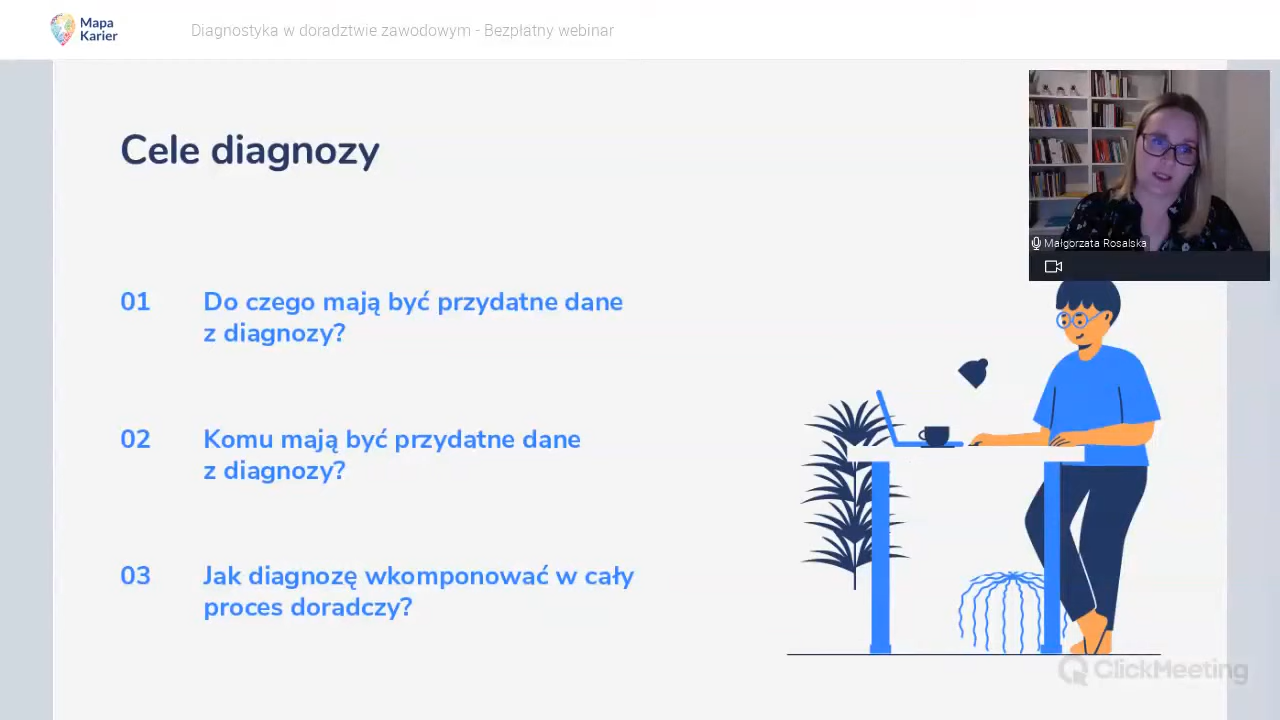 Mapa
Karier
Diagnostyka w doradztwie zawodowym - Bezpłatny webinar
Małgorzata Rosalska
Cele diagnozy
01 Do czego mają być przydatne dane
z diagnozy?
02 Komu mają być przydatne dane
z diagnozy?
03 Jak diagnozę wkomponować w cały
proces doradczy?
ClickMeeting